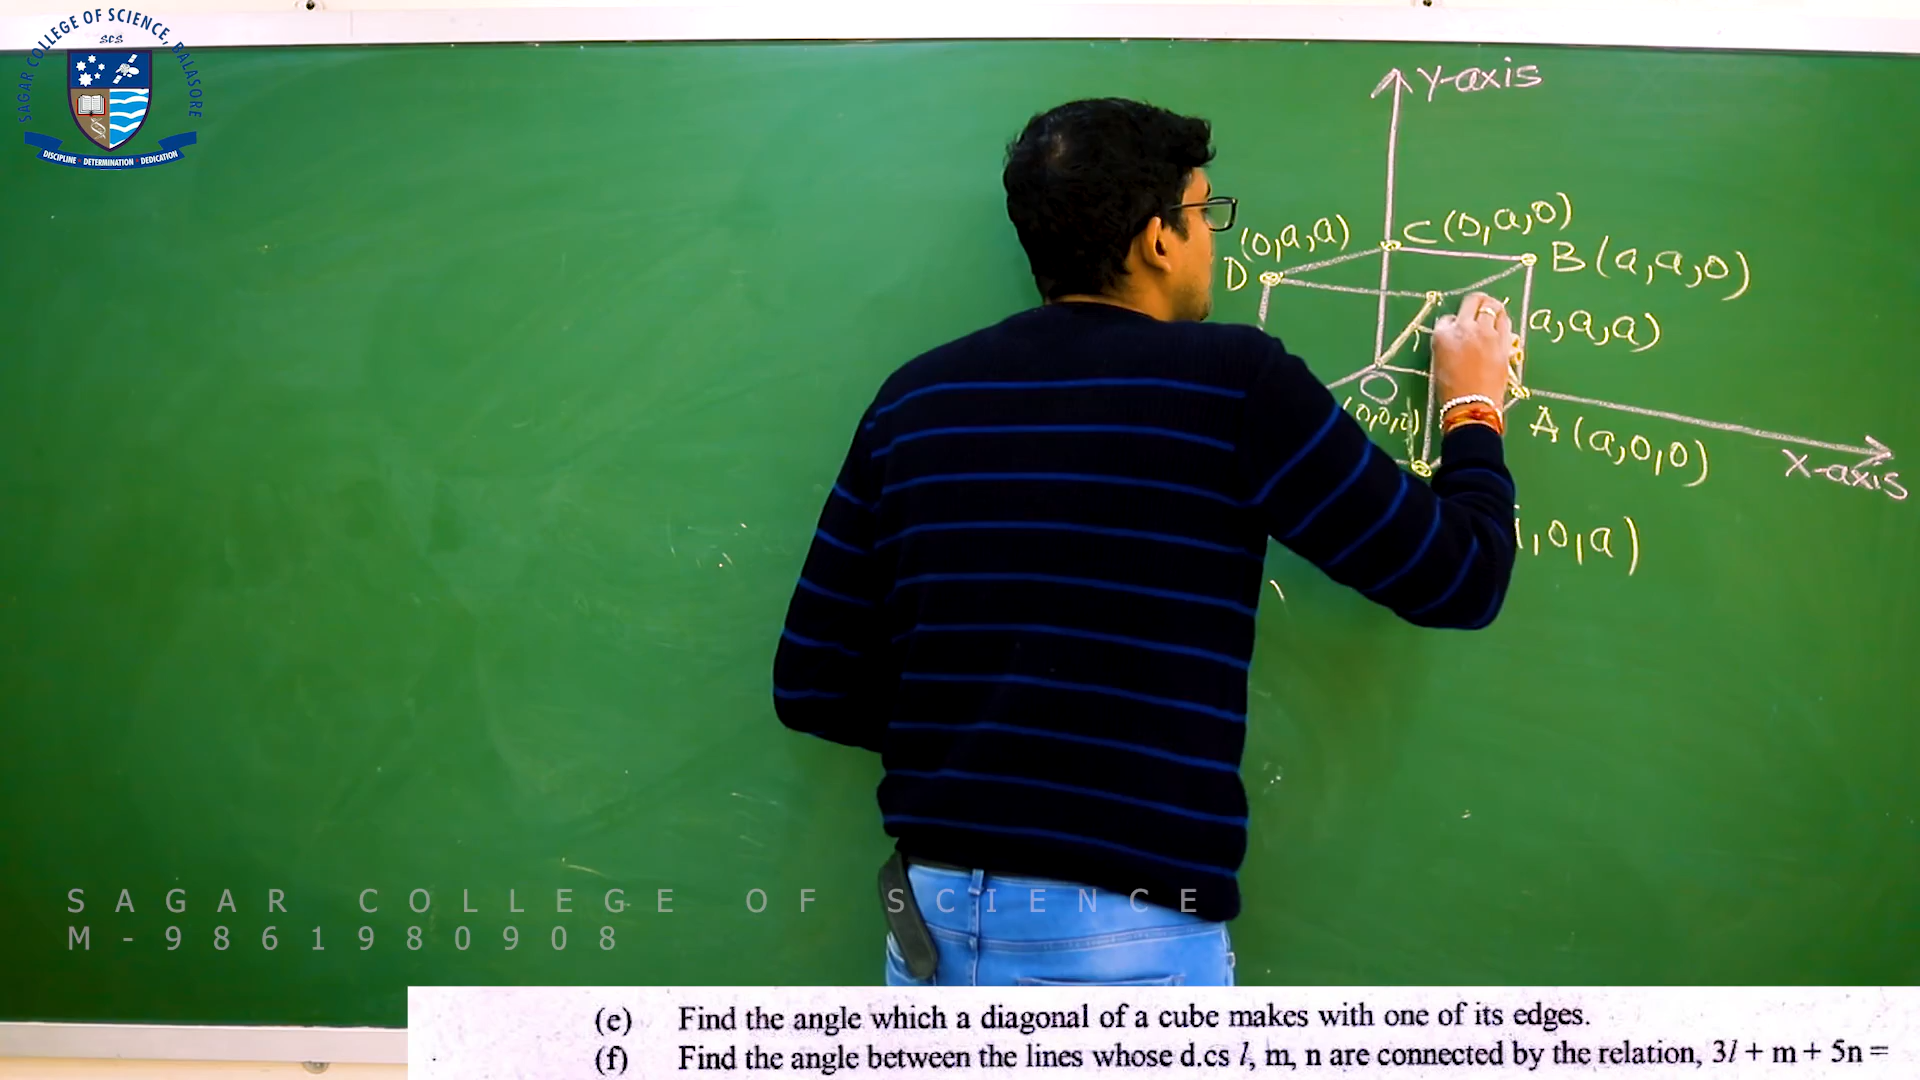 SAGAR COLLEGE OF SCIENCE, BALASORE
SCS
DISCIPLINE DETERMINATION DEDICATION
Y-axis
C (0,a,0)
(0,a,a)
D
B (a,a,0)
a,a,a)
O
(0,0,0)
A (a,0,0)
X-axis
,0,a)
SAGAR COLLEGE OF SCIENCE
M-9861980908
(e) Find the angle which a diagonal of a cube makes with one of its edges.
(f) Find the angle between the lines whose d.cs l, m, n are connected by the relation, 3l + m + 5n =